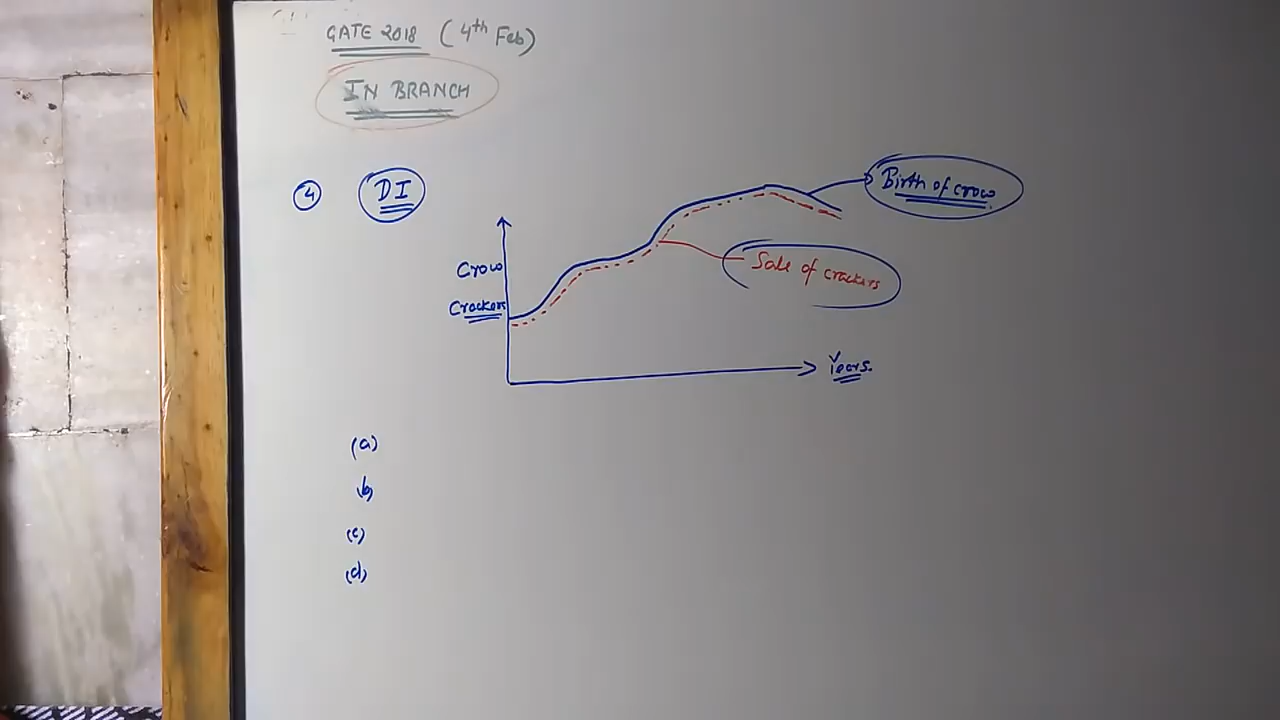 GATE 2018 (4th Feb)
IN BRANCH
4 DI
Birth of crow
Sale of crackers
Crow
Crackers
Years.
(a)
b)
(c)
(d)